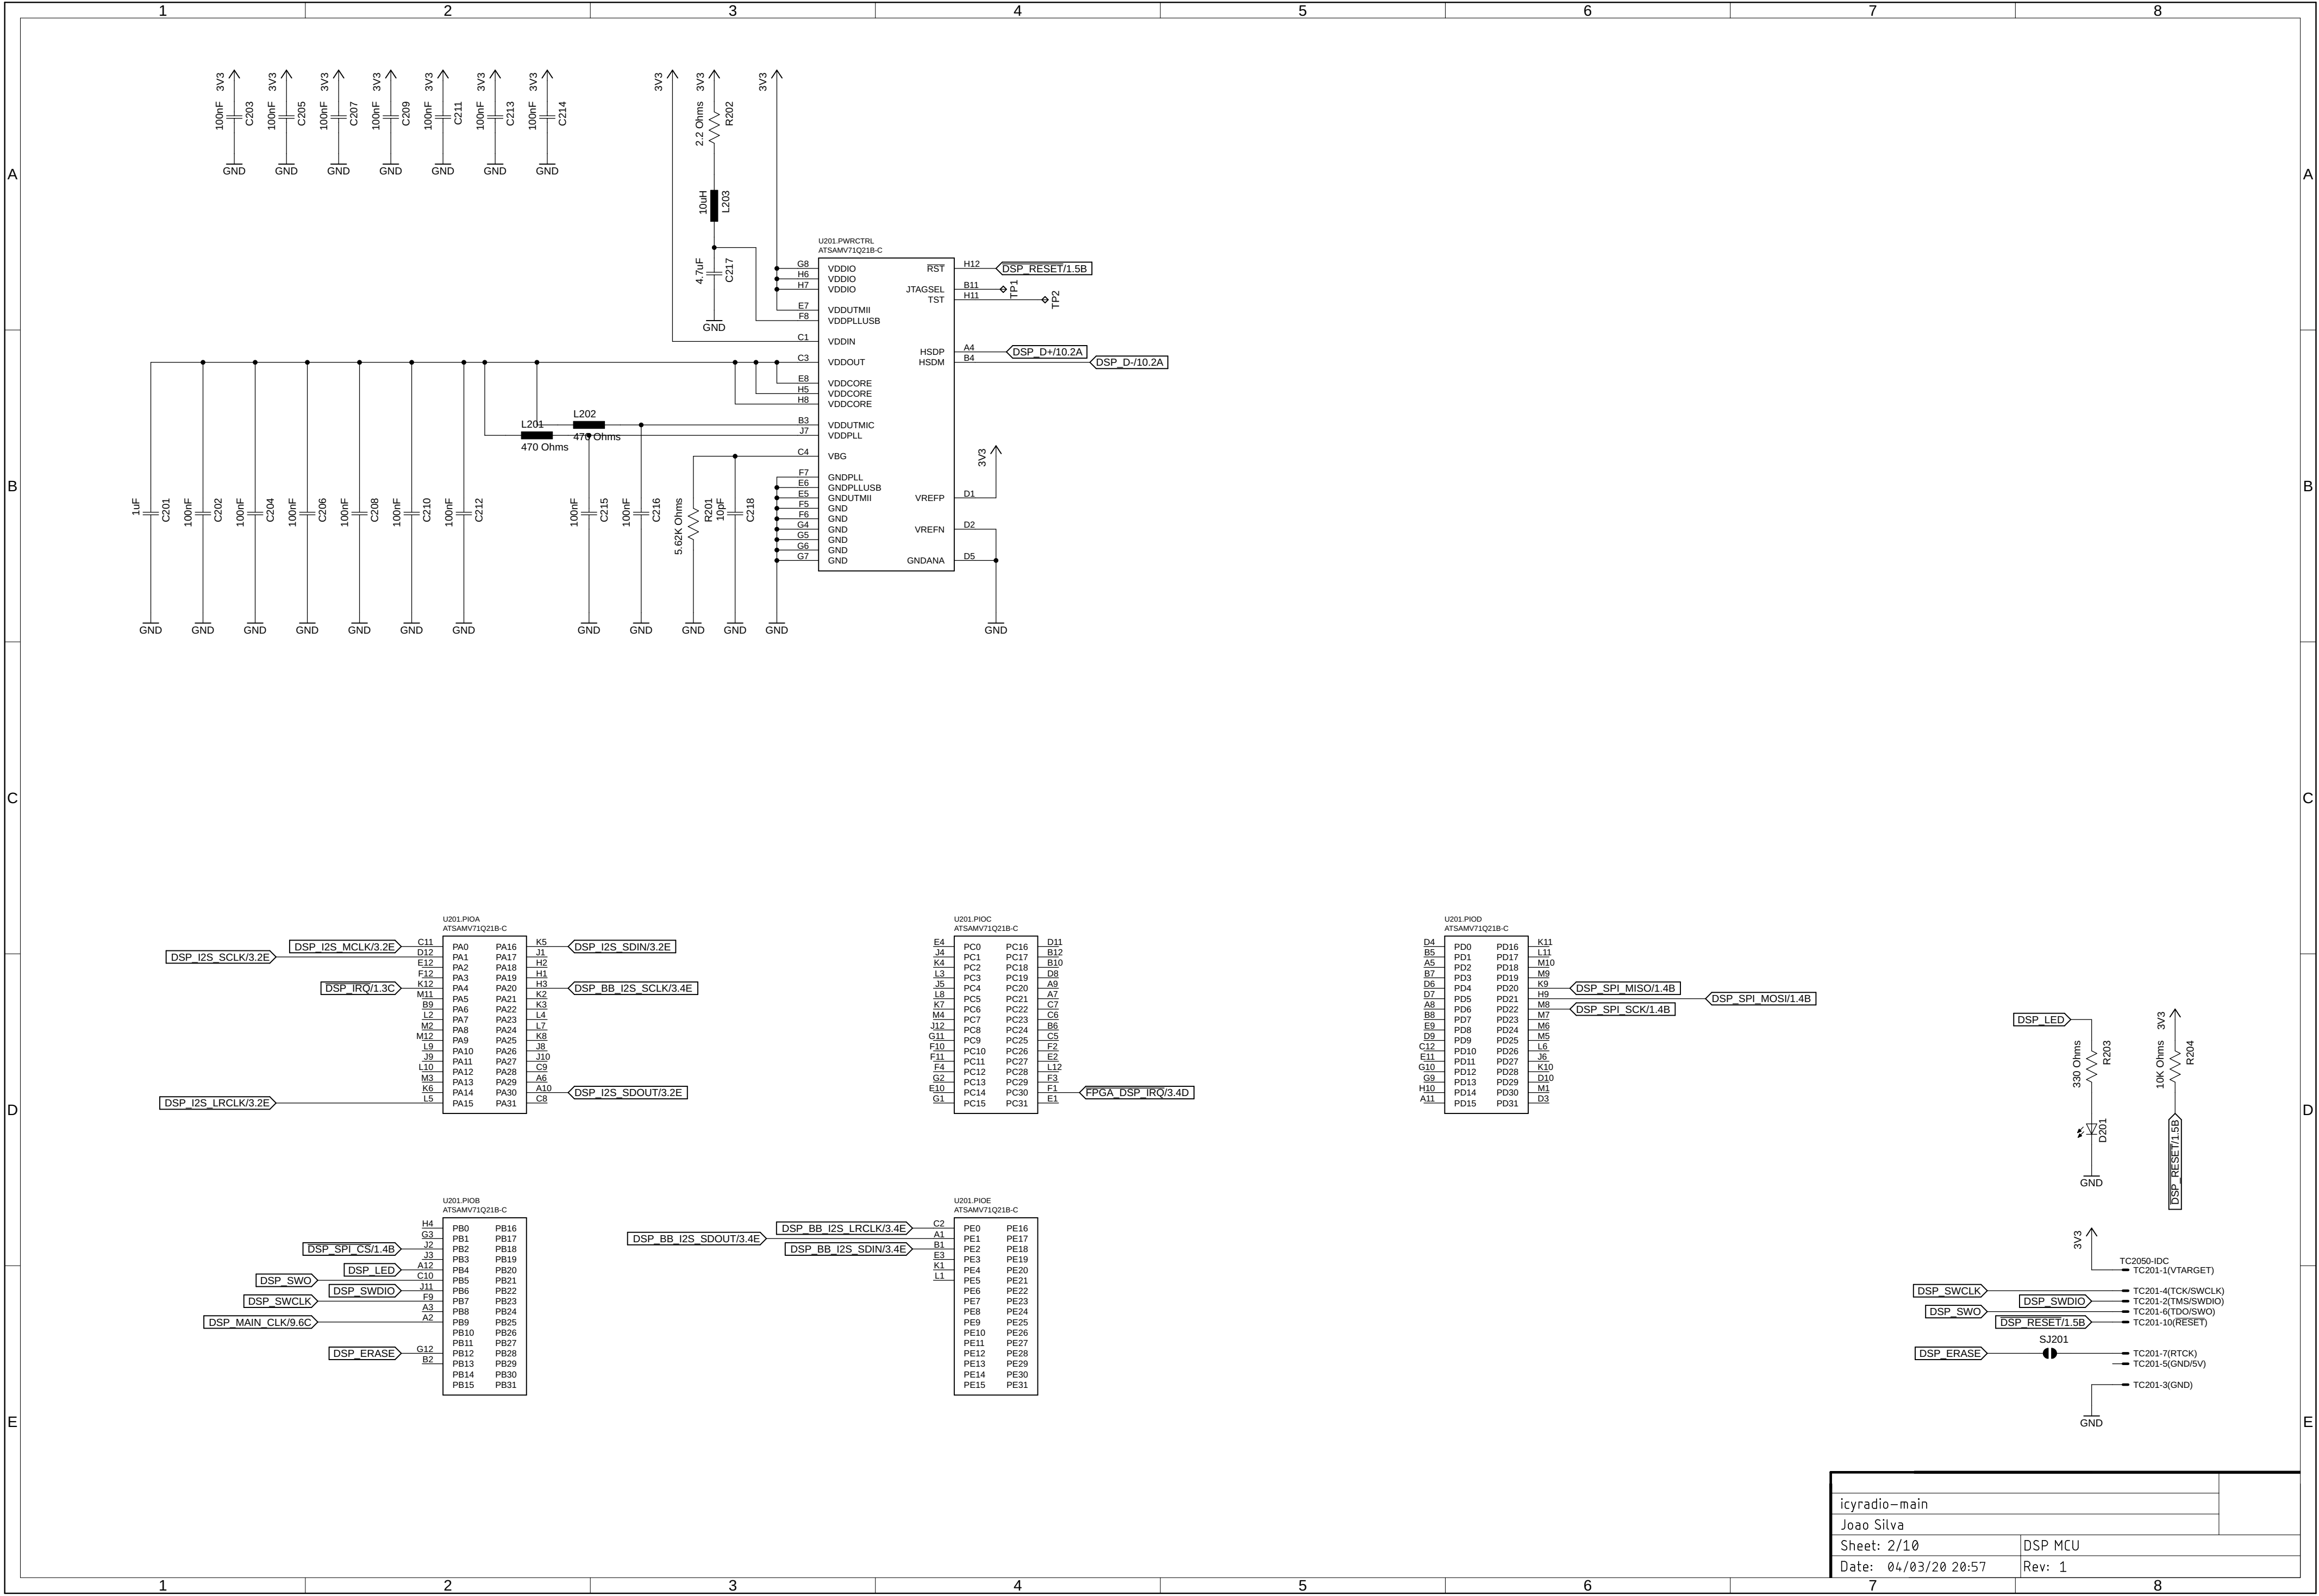 1 2 3 4 5 6 7 8
A A
B B
C C
D D
E E
3V3 3V3 3V3 3V3 3V3 3V3 3V3
100nF C203 100nF C205 100nF C207 100nF C209 100nF C211 100nF C213 100nF C214
GND GND GND GND GND GND GND
3V3 3V3 3V3
2.2 Ohms R202
10uH L203
4.7uF C217
GND
U201.PWRCTRL
ATSAMV71Q21B-C
G8 VDDIO RST H12 DSP_RESET/1.5B
H6 VDDIO
H7 VDDIO JTAGSEL B11 TP1
TST H11 TP2
E7 VDDUTMII
F8 VDDPLLUSB
C1 VDDIN
HSDP A4 DSP_D+/10.2A
C3 VDDOUT HSDM B4 DSP_D-/10.2A
E8 VDDCORE
H5 VDDCORE
H8 VDDCORE
L202
470 Ohms
L201
470 Ohms
B3 VDDUTMIC
J7 VDDPLL
C4 VBG
3V3
F7 GNDPLL
E6 GNDPLLUSB
E5 GNDUTMII VREFP D1
F5 GND
F6 GND
G4 GND VREFN D2
G5 GND
G6 GND
G7 GND GNDANA D5
1uF C201 100nF C202 100nF C204 100nF C206 100nF C208 100nF C210 100nF C212 100nF C215 100nF C216 5.62K Ohms R201 10pF C218
GND GND GND GND GND GND GND GND GND GND GND GND GND
U201.PIOA
ATSAMV71Q21B-C
DSP_I2S_MCLK/3.2E C11 PA0 PA16 K5 DSP_I2S_SDIN/3.2E
DSP_I2S_SCLK/3.2E D12 PA1 PA17 J1
E12 PA2 PA18 H2
F12 PA3 PA19 H1
DSP_IRQ/1.3C K12 PA4 PA20 H3 DSP_BB_I2S_SCLK/3.4E
M11 PA5 PA21 K2
B9 PA6 PA22 K3
L2 PA7 PA23 L4
M2 PA8 PA24 L7
M12 PA9 PA25 K8
L9 PA10 PA26 J8
J9 PA11 PA27 J10
L10 PA12 PA28 C9
M3 PA13 PA29 A6
K6 PA14 PA30 A10 DSP_I2S_SDOUT/3.2E
DSP_I2S_LRCLK/3.2E L5 PA15 PA31 C8
U201.PIOC
ATSAMV71Q21B-C
E4 PC0 PC16 D11
J4 PC1 PC17 B12
K4 PC2 PC18 B10
L3 PC3 PC19 D8
J5 PC4 PC20 A9
L8 PC5 PC21 A7
K7 PC6 PC22 C7
M4 PC7 PC23 C6
J12 PC8 PC24 B6
G11 PC9 PC25 C5
F10 PC10 PC26 F2
F11 PC11 PC27 E2
F4 PC12 PC28 L12
G2 PC13 PC29 F3
E10 PC14 PC30 F1 FPGA_DSP_IRQ/3.4D
G1 PC15 PC31 E1
U201.PIOD
ATSAMV71Q21B-C
D4 PD0 PD16 K11
B5 PD1 PD17 L11
A5 PD2 PD18 M10
B7 PD3 PD19 M9
D6 PD4 PD20 K9 DSP_SPI_MISO/1.4B
D7 PD5 PD21 H9 DSP_SPI_MOSI/1.4B
A8 PD6 PD22 M8 DSP_SPI_SCK/1.4B
B8 PD7 PD23 M7
E9 PD8 PD24 M6
D9 PD9 PD25 M5
C12 PD10 PD26 L6
E11 PD11 PD27 J6
G10 PD12 PD28 K10
G9 PD13 PD29 D10
H10 PD14 PD30 M1
A11 PD15 PD31 D3
DSP_LED 3V3
330 Ohms R203 10K Ohms R204
D201
GND
DSP_RESET/1.5B
U201.PIOB
ATSAMV71Q21B-C
H4 PB0 PB16
G3 PB1 PB17
DSP_SPI_CS/1.4B J2 PB2 PB18
J3 PB3 PB19
DSP_LED A12 PB4 PB20
DSP_SWO C10 PB5 PB21
DSP_SWDIO J11 PB6 PB22
DSP_SWCLK F9 PB7 PB23
A3 PB8 PB24
DSP_MAIN_CLK/9.6C A2 PB9 PB25
PB10 PB26
PB11 PB27
DSP_ERASE G12 PB12 PB28
B2 PB13 PB29
PB14 PB30
PB15 PB31
U201.PIOE
ATSAMV71Q21B-C
DSP_BB_I2S_LRCLK/3.4E C2 PE0 PE16
DSP_BB_I2S_SDOUT/3.4E A1 PE1 PE17
DSP_BB_I2S_SDIN/3.4E B1 PE2 PE18
E3 PE3 PE19
K1 PE4 PE20
L1 PE5 PE21
PE6 PE22
PE7 PE23
PE8 PE24
PE9 PE25
PE10 PE26
PE11 PE27
PE12 PE28
PE13 PE29
PE14 PE30
PE15 PE31
3V3
TC2050-IDC
TC201-1(VTARGET)
DSP_SWCLK TC201-4(TCK/SWCLK)
DSP_SWDIO TC201-2(TMS/SWDIO)
DSP_SWO TC201-6(TDO/SWO)
DSP_RESET/1.5B TC201-10(RESET)
SJ201
DSP_ERASE TC201-7(RTCK)
TC201-5(GND/5V)
TC201-3(GND)
GND
icyradio-main
Joao Silva
Sheet: 2/10 DSP MCU
Date: 04/03/20 20:57 Rev: 1
1 2 3 4 5 6 7 8